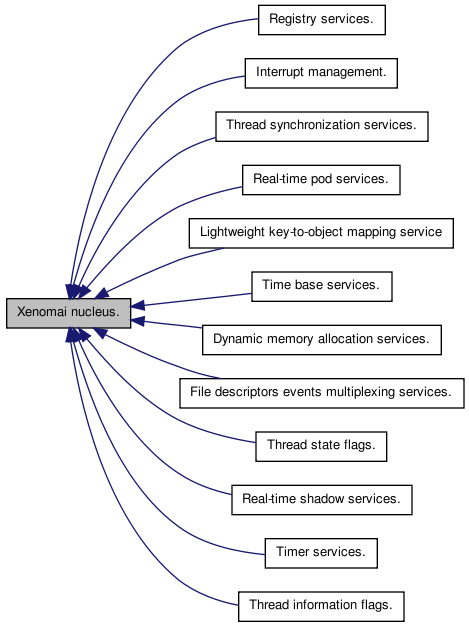 Registry services.
Interrupt management.
Thread synchronization services.
Real-time pod services.
Lightweight key-to-object mapping service
Time base services.
Xenomai nucleus.
Dynamic memory allocation services.
File descriptors events multiplexing services.
Thread state flags.
Real-time shadow services.
Timer services.
Thread information flags.